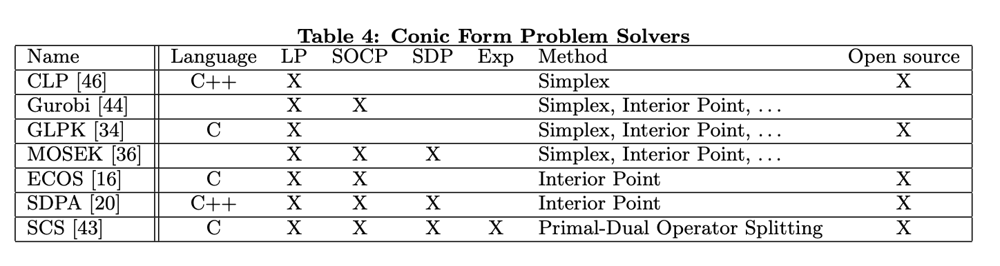 Table 4: Conic Form Problem Solvers
Name Language LP SOCP SDP Exp Method Open source
CLP [46] C++ X Simplex X
Gurobi [44] X X Simplex, Interior Point, ...
GLPK [34] C X Simplex, Interior Point, ... X
MOSEK [36] X X X Simplex, Interior Point, ...
ECOS [16] C X X Interior Point X
SDPA [20] C++ X X X Interior Point X
SCS [43] C X X X X Primal-Dual Operator Splitting X